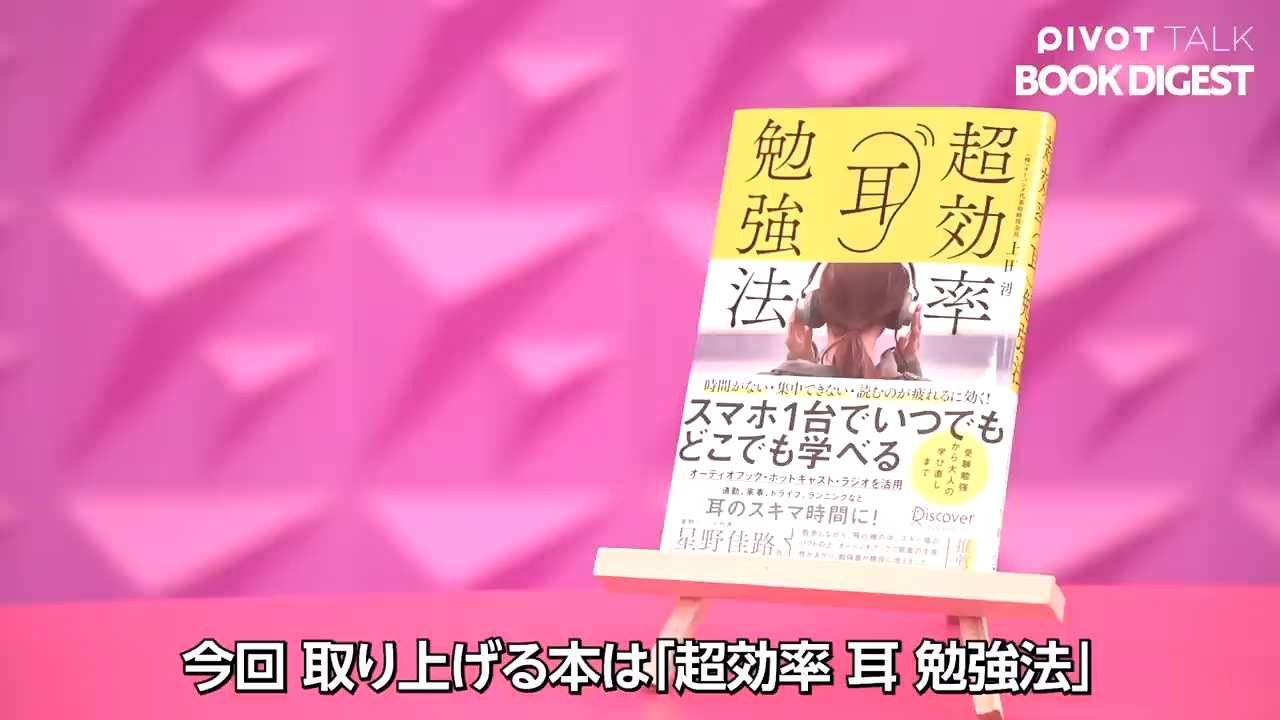 PIVOT TALK
BOOK DIGEST
超効率
耳
勉強法
上田渉
時間がない・集中できない・読むのが疲れるに効く!
スマホ1台でいつでも
どこでも学べる
オーディオブック・ポッドキャスト・ラジオを活用
通勤、家事、ドライブ、ランニングなど
耳のスキマ時間に!
受験勉強
から大人の
学び直し
まで
Discover
星野佳路氏
今回 取り上げる本は「超効率 耳 勉強法」